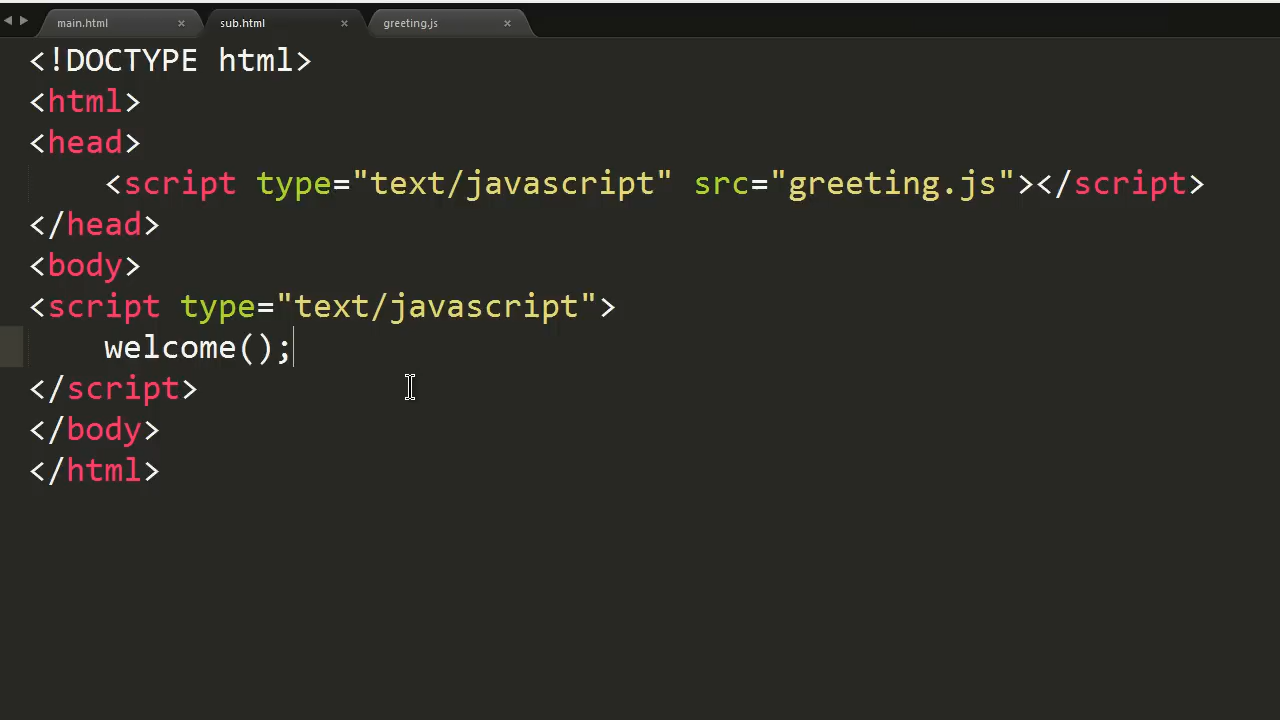 main.html × sub.html × greeting.js ×
<!DOCTYPE html>
<html>
<head>
    <script type="text/javascript" src="greeting.js"></script>
</head>
<body>
<script type="text/javascript">
    welcome();
</script>
</body>
</html>